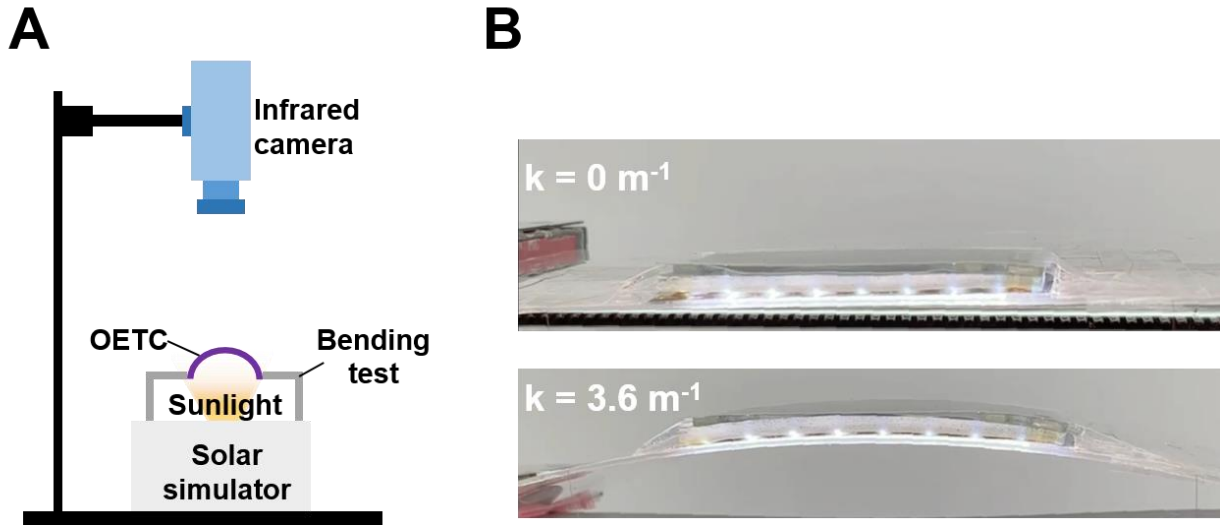 A
Infrared
camera
OETC
Bending
test
Sunlight
Solar
simulator
B
k = 0 m⁻¹
k = 3.6 m⁻¹